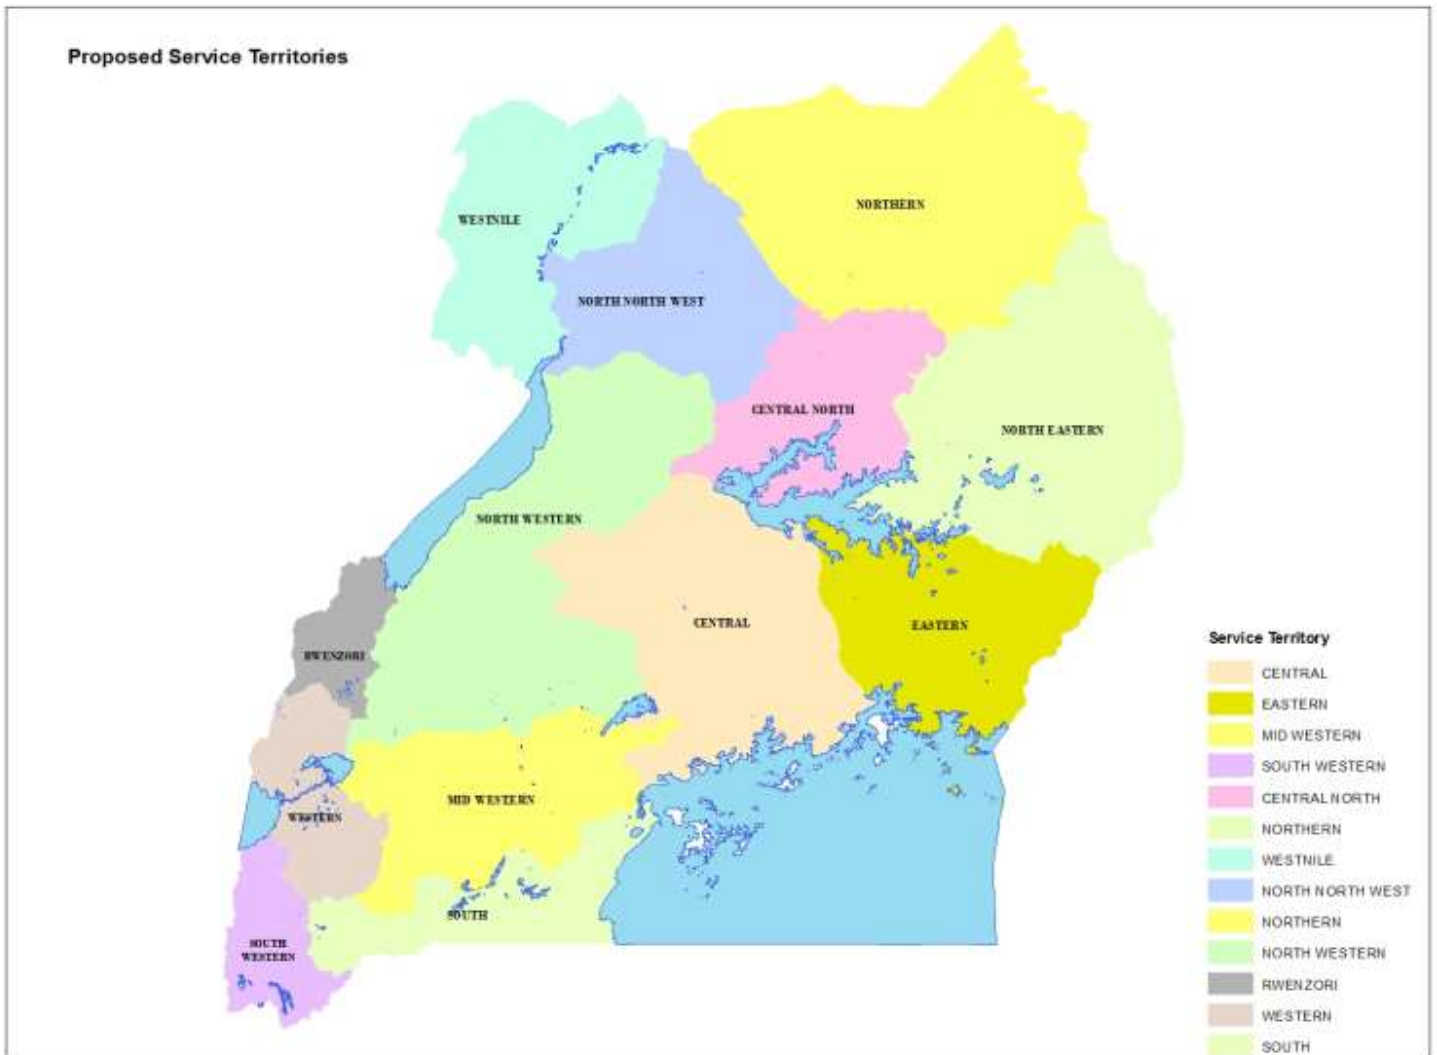 Proposed Service Territories
NORTHERN
WESTNILE
NORTH NORTH WEST
CENTRAL NORTH
NORTH EASTERN
NORTH WESTERN
CENTRAL
EASTERN
RWENZORI
MID WESTERN
WESTERN
SOUTH
SOUTH
WESTERN
Service Territory
CENTRAL
EASTERN
MID WESTERN
SOUTH WESTERN
CENTRAL NORTH
NORTHERN
WESTNILE
NORTH NORTH WEST
NORTHERN
NORTH WESTERN
RWENZORI
WESTERN
SOUTH